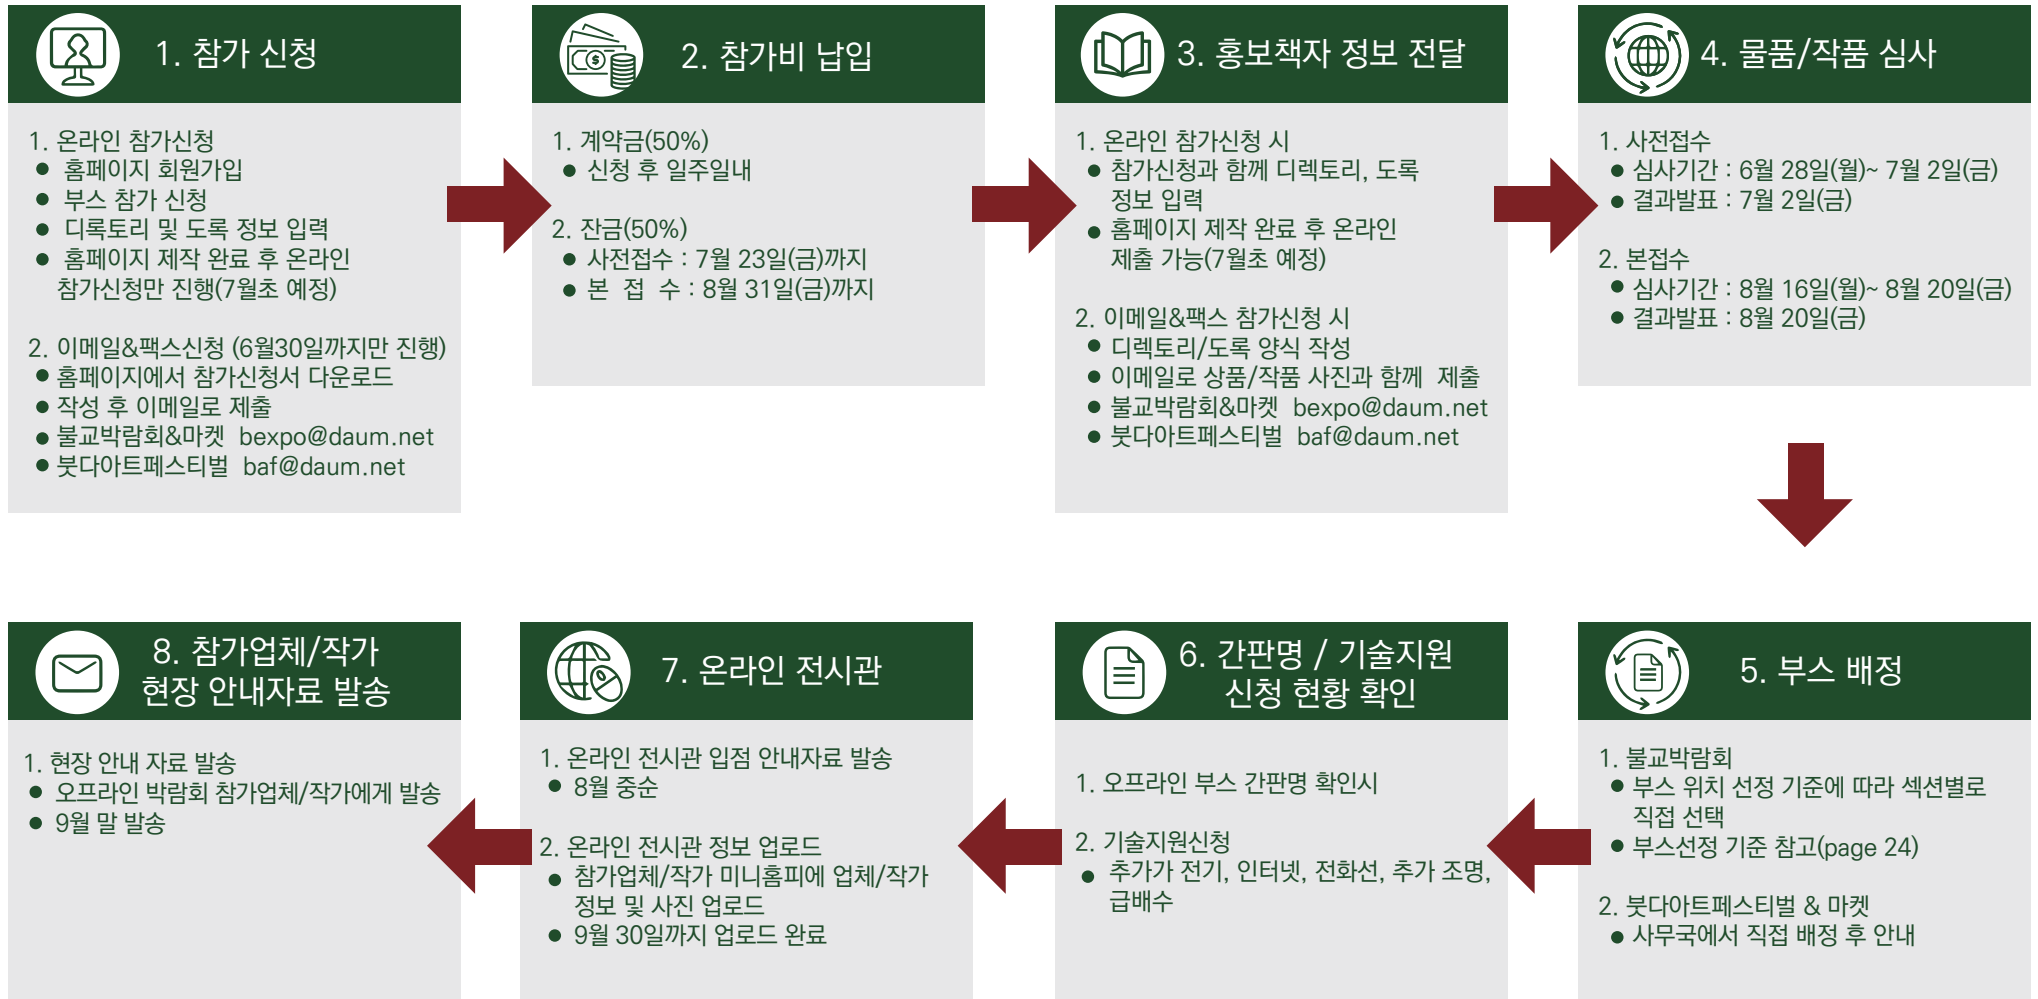 1. 참가 신청
1. 온라인 참가신청
● 홈페이지 회원가입
● 부스 참가 신청
● 디록토리 및 도록 정보 입력
● 홈페이지 제작 완료 후 온라인
참가신청만 진행(7월초 예정)
2. 이메일&팩스신청 (6월30일까지만 진행)
● 홈페이지에서 참가신청서 다운로드
● 작성 후 이메일로 제출
● 불교박람회&마켓 bexpo@daum.net
● 붓다아트페스티벌 baf@daum.net
2. 참가비 납입
1. 계약금(50%)
● 신청 후 일주일내
2. 잔금(50%)
● 사전접수 : 7월 23일(금)까지
● 본 접 수 : 8월 31일(금)까지
3. 홍보책자 정보 전달
1. 온라인 참가신청 시
● 참가신청과 함께 디렉토리, 도록
정보 입력
● 홈페이지 제작 완료 후 온라인
제출 가능(7월초 예정)
2. 이메일&팩스 참가신청 시
● 디렉토리/도록 양식 작성
● 이메일로 상품/작품 사진과 함께 제출
● 불교박람회&마켓 bexpo@daum.net
● 붓다아트페스티벌 baf@daum.net
4. 물품/작품 심사
1. 사전접수
● 심사기간 : 6월 28일(월)~ 7월 2일(금)
● 결과발표 : 7월 2일(금)
2. 본접수
● 심사기간 : 8월 16일(월)~ 8월 20일(금)
● 결과발표 : 8월 20일(금)
5. 부스 배정
1. 불교박람회
● 부스 위치 선정 기준에 따라 섹션별로
직접 선택
● 부스선정 기준 참고(page 24)
2. 붓다아트페스티벌 & 마켓
● 사무국에서 직접 배정 후 안내
6. 간판명 / 기술지원
신청 현황 확인
1. 오프라인 부스 간판명 확인시
2. 기술지원신청
● 추가가 전기, 인터넷, 전화선, 추가 조명,
급배수
7. 온라인 전시관
1. 온라인 전시관 입점 안내자료 발송
● 8월 중순
2. 온라인 전시관 정보 업로드
● 참가업체/작가 미니홈피에 업체/작가
정보 및 사진 업로드
● 9월 30일까지 업로드 완료
8. 참가업체/작가
현장 안내자료 발송
1. 현장 안내 자료 발송
● 오프라인 박람회 참가업체/작가에게 발송
● 9월 말 발송